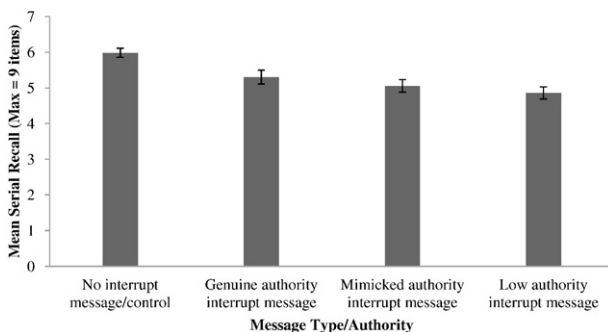 Mean Serial Recall (Max = 9 items)
7
6
5
4
3
2
1
0
No interrupt
message/control
Genuine authority
interrupt message
Mimicked authority
interrupt message
Low authority
interrupt message
Message Type/Authority